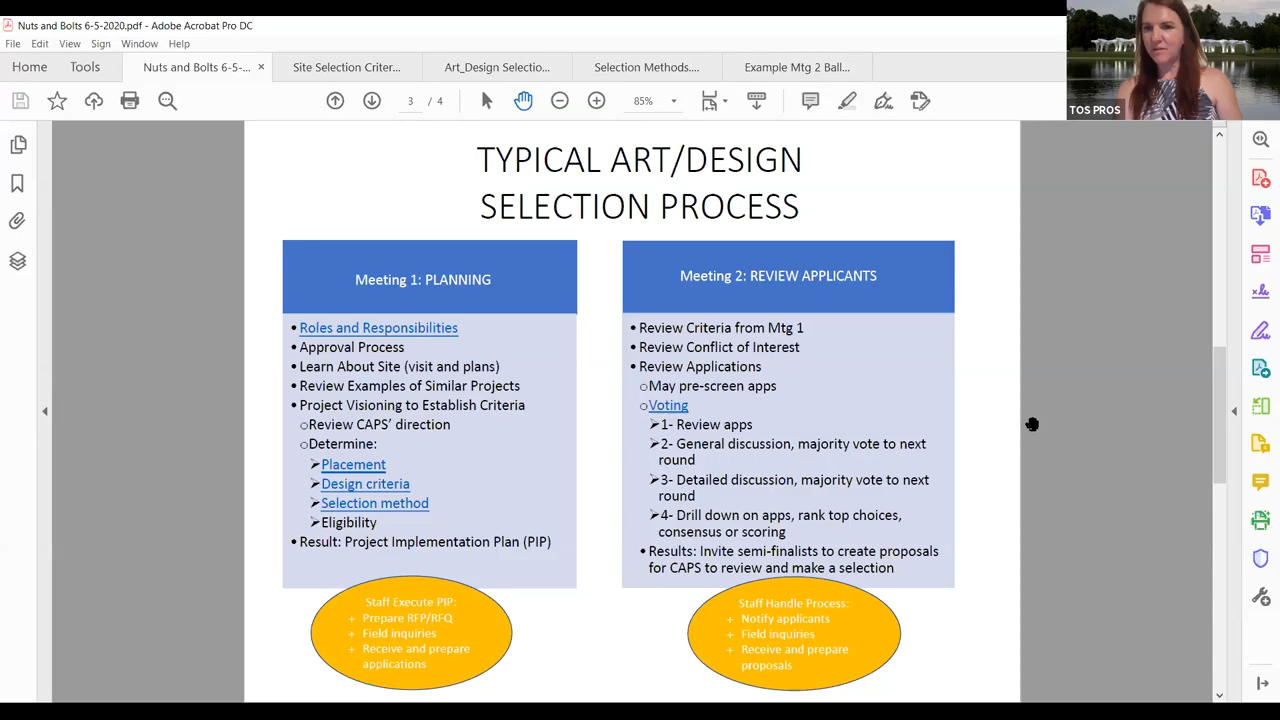 Nuts and Bolts 6-5-2020.pdf - Adobe Acrobat Pro DC
File Edit View Sign Window Help
Home Tools Nuts and Bolts 6-5-... × Site Selection Criter... Art_Design Selectio... Selection Methods.... Example Mtg 2 Ball...
3 / 4 85%
TOS PROS
TYPICAL ART/DESIGN
SELECTION PROCESS
Meeting 1: PLANNING
• Roles and Responsibilities
• Approval Process
• Learn About Site (visit and plans)
• Review Examples of Similar Projects
• Project Visioning to Establish Criteria
○Review CAPS’ direction
○Determine:
➢Placement
➢Design criteria
➢Selection method
➢Eligibility
• Result: Project Implementation Plan (PIP)
Staff Execute PIP:
+ Prepare RFP/RFQ
+ Field inquiries
+ Receive and prepare
applications
Meeting 2: REVIEW APPLICANTS
• Review Criteria from Mtg 1
• Review Conflict of Interest
• Review Applications
○May pre-screen apps
○Voting
➢1- Review apps
➢2- General discussion, majority vote to next
round
➢3- Detailed discussion, majority vote to next
round
➢4- Drill down on apps, rank top choices,
consensus or scoring
• Results: Invite semi-finalists to create proposals
for CAPS to review and make a selection
Staff Handle Process:
+ Notify applicants
+ Field inquiries
+ Receive and prepare
proposals